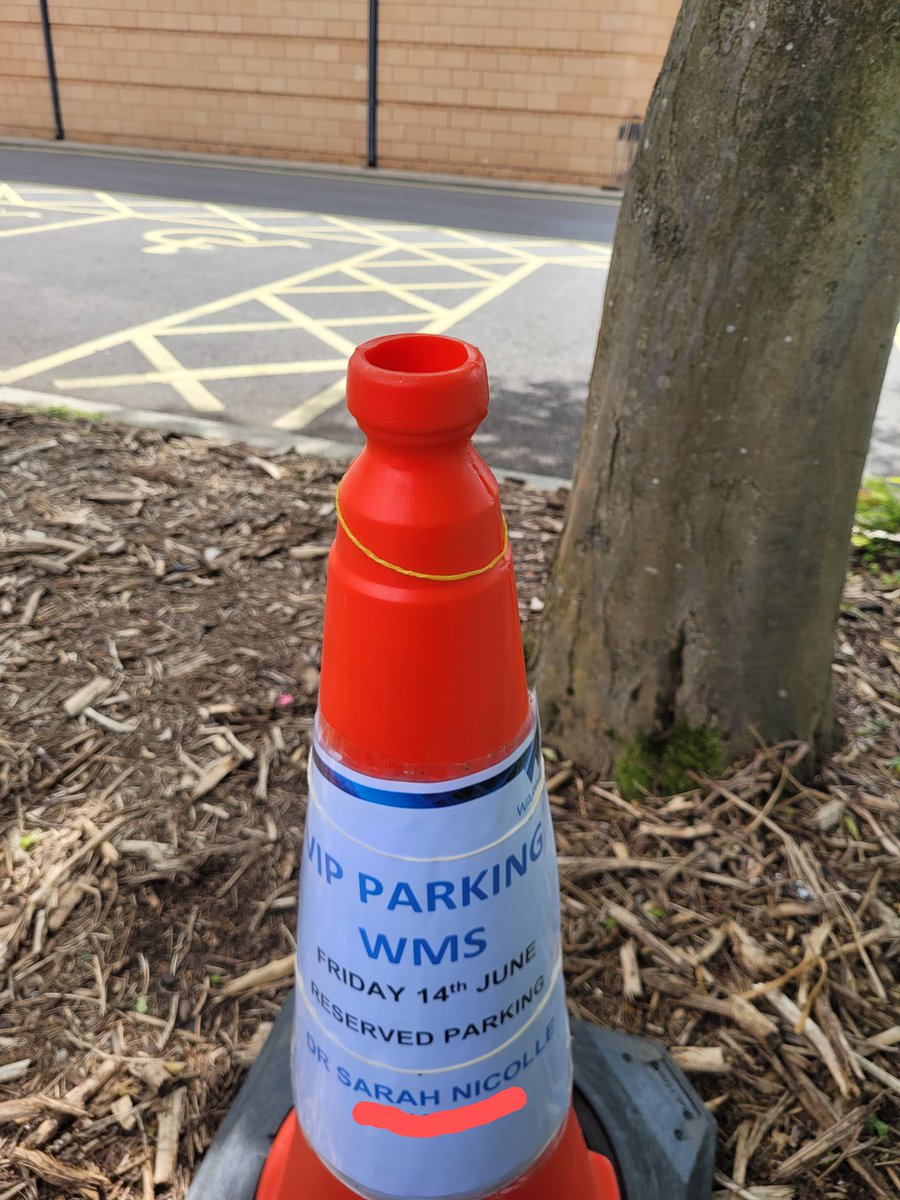 VIP PARKING
WMS
FRIDAY 14th JUNE
RESERVED PARKING
DR SARAH NICOLLE